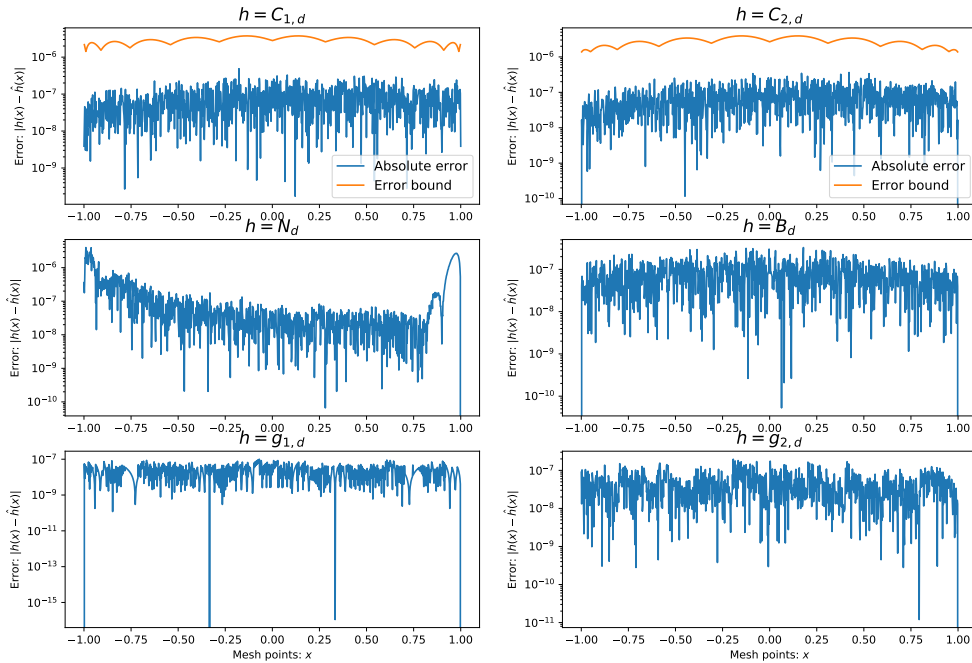 h = C₁,d
Error: |h(x) − ĥ(x)|
10⁻⁶
10⁻⁷
10⁻⁸
10⁻⁹
Absolute error
Error bound
−1.00 −0.75 −0.50 −0.25 0.00 0.25 0.50 0.75 1.00
h = C₂,d
Error: |h(x) − ĥ(x)|
10⁻⁶
10⁻⁷
10⁻⁸
10⁻⁹
10⁻¹⁰
Absolute error
Error bound
−1.00 −0.75 −0.50 −0.25 0.00 0.25 0.50 0.75 1.00
h = N_d
Error: |h(x) − ĥ(x)|
10⁻⁶
10⁻⁷
10⁻⁸
10⁻⁹
10⁻¹⁰
−1.00 −0.75 −0.50 −0.25 0.00 0.25 0.50 0.75 1.00
h = B_d
Error: |h(x) − ĥ(x)|
10⁻⁷
10⁻⁸
10⁻⁹
10⁻¹⁰
−1.00 −0.75 −0.50 −0.25 0.00 0.25 0.50 0.75 1.00
h = g₁,d
Error: |h(x) − ĥ(x)|
10⁻⁷
10⁻⁹
10⁻¹¹
10⁻¹³
10⁻¹⁵
−1.00 −0.75 −0.50 −0.25 0.00 0.25 0.50 0.75 1.00
Mesh points: x
h = g₂,d
Error: |h(x) − ĥ(x)|
10⁻⁷
10⁻⁸
10⁻⁹
10⁻¹⁰
10⁻¹¹
−1.00 −0.75 −0.50 −0.25 0.00 0.25 0.50 0.75 1.00
Mesh points: x